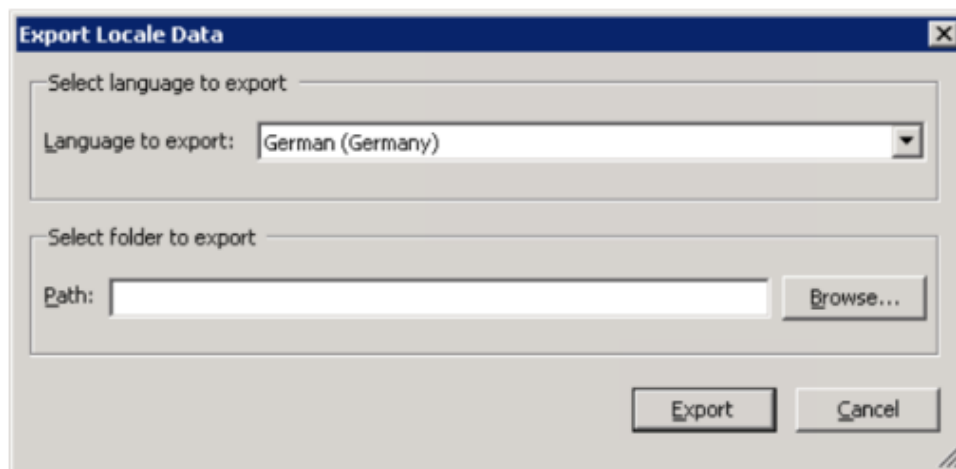 Export Locale Data
Select language to export
Language to export: German (Germany)
Select folder to export
Path: Browse...
Export Cancel